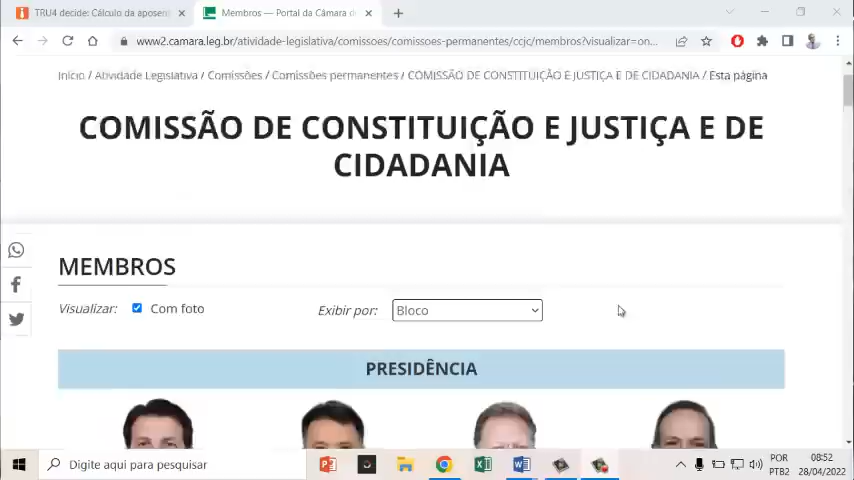 TRU4 decide: Cálculo da aposen
Membros — Portal da Câmara d
www2.camara.leg.br/atividade-legislativa/comissoes/comissoes-permanentes/ccjc/membros?visualizar=on...
Início / Atividade Legislativa / Comissões / Comissões permanentes / COMISSÃO DE CONSTITUIÇÃO E JUSTIÇA E DE CIDADANIA / Esta página
COMISSÃO DE CONSTITUIÇÃO E JUSTIÇA E DE
CIDADANIA
MEMBROS
Visualizar: Com foto Exibir por: Bloco
PRESIDÊNCIA
Digite aqui para pesquisar
POR 08:52
PTB2 28/04/2022